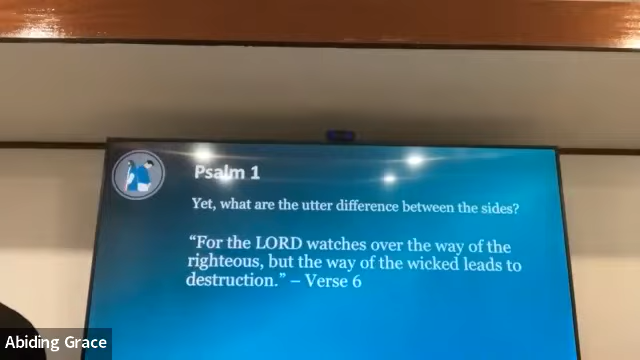 Psalm 1
Yet, what are the utter difference between the sides?
“For the LORD watches over the way of the
righteous, but the way of the wicked leads to
destruction.” – Verse 6
Abiding Grace